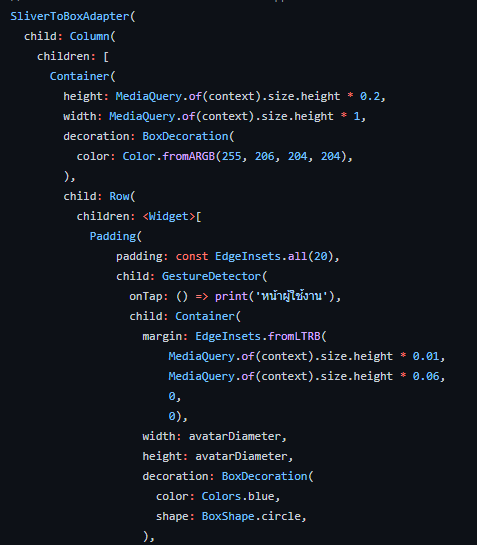 SliverToBoxAdapter(
child: Column(
children: [
Container(
height: MediaQuery.of(context).size.height * 0.2,
width: MediaQuery.of(context).size.height * 1,
decoration: BoxDecoration(
color: Color.fromARGB(255, 206, 204, 204),
),
child: Row(
children: <Widget>[
Padding(
padding: const EdgeInsets.all(20),
child: GestureDetector(
onTap: () => print('หน้าผู้ใช้งาน'),
child: Container(
margin: EdgeInsets.fromLTRB(
MediaQuery.of(context).size.height * 0.01,
MediaQuery.of(context).size.height * 0.06,
0,
0),
width: avatarDiameter,
height: avatarDiameter,
decoration: BoxDecoration(
color: Colors.blue,
shape: BoxShape.circle,
),